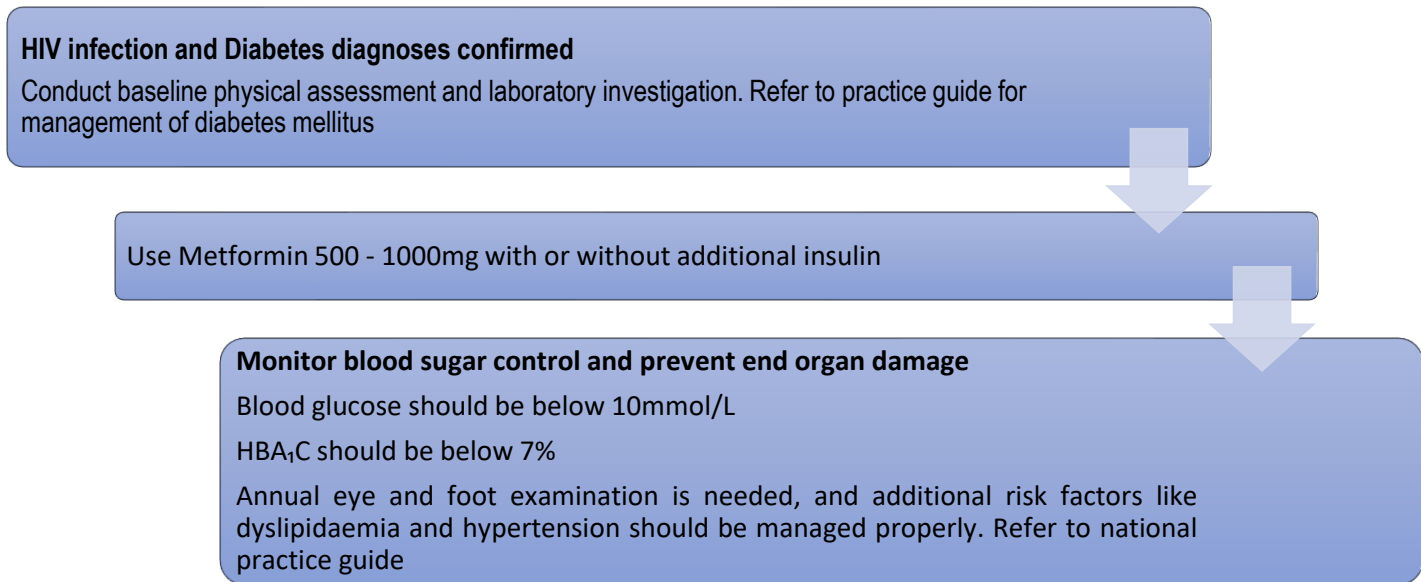 HIV infection and Diabetes diagnoses confirmed
Conduct baseline physical assessment and laboratory investigation. Refer to practice guide for
management of diabetes mellitus
Use Metformin 500 - 1000mg with or without additional insulin
Monitor blood sugar control and prevent end organ damage
Blood glucose should be below 10mmol/L
HBA₁C should be below 7%
Annual eye and foot examination is needed, and additional risk factors like
dyslipidaemia and hypertension should be managed properly. Refer to national
practice guide